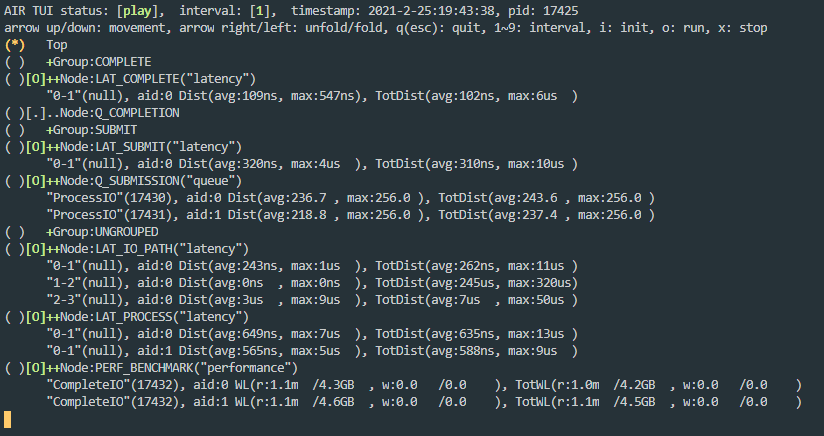 AIR TUI status: [play],  interval: [1],  timestamp: 2021-2-25:19:43:38, pid: 17425
arrow up/down: movement, arrow right/left: unfold/fold, q(esc): quit, 1~9: interval, i: init, o: run, x: stop
(*)   Top
( )   +Group:COMPLETE
( )[O]++Node:LAT_COMPLETE("latency")
      "0-1"(null), aid:0 Dist(avg:109ns, max:547ns), TotDist(avg:102ns, max:6us  )
( )[.]..Node:Q_COMPLETION
( )   +Group:SUBMIT
( )[O]++Node:LAT_SUBMIT("latency")
      "0-1"(null), aid:0 Dist(avg:320ns, max:4us  ), TotDist(avg:310ns, max:10us )
( )[O]++Node:Q_SUBMISSION("queue")
      "ProcessIO"(17430), aid:0 Dist(avg:236.7 , max:256.0 ), TotDist(avg:243.6 , max:256.0 )
      "ProcessIO"(17431), aid:1 Dist(avg:218.8 , max:256.0 ), TotDist(avg:237.4 , max:256.0 )
( )   +Group:UNGROUPED
( )[O]++Node:LAT_IO_PATH("latency")
      "0-1"(null), aid:0 Dist(avg:243ns, max:1us  ), TotDist(avg:262ns, max:11us )
      "1-2"(null), aid:0 Dist(avg:0ns  , max:0ns  ), TotDist(avg:245us, max:320us)
      "2-3"(null), aid:0 Dist(avg:3us  , max:9us  ), TotDist(avg:7us  , max:50us )
( )[O]++Node:LAT_PROCESS("latency")
      "0-1"(null), aid:0 Dist(avg:649ns, max:7us  ), TotDist(avg:635ns, max:13us )
      "0-1"(null), aid:1 Dist(avg:565ns, max:5us  ), TotDist(avg:588ns, max:9us  )
( )[O]++Node:PERF_BENCHMARK("performance")
      "CompleteIO"(17432), aid:0 WL(r:1.1m  /4.3GB  , w:0.0   /0.0    ), TotWL(r:1.0m  /4.2GB  , w:0.0   /0.0    )
      "CompleteIO"(17432), aid:1 WL(r:1.1m  /4.6GB  , w:0.0   /0.0    ), TotWL(r:1.1m  /4.5GB  , w:0.0   /0.0    )